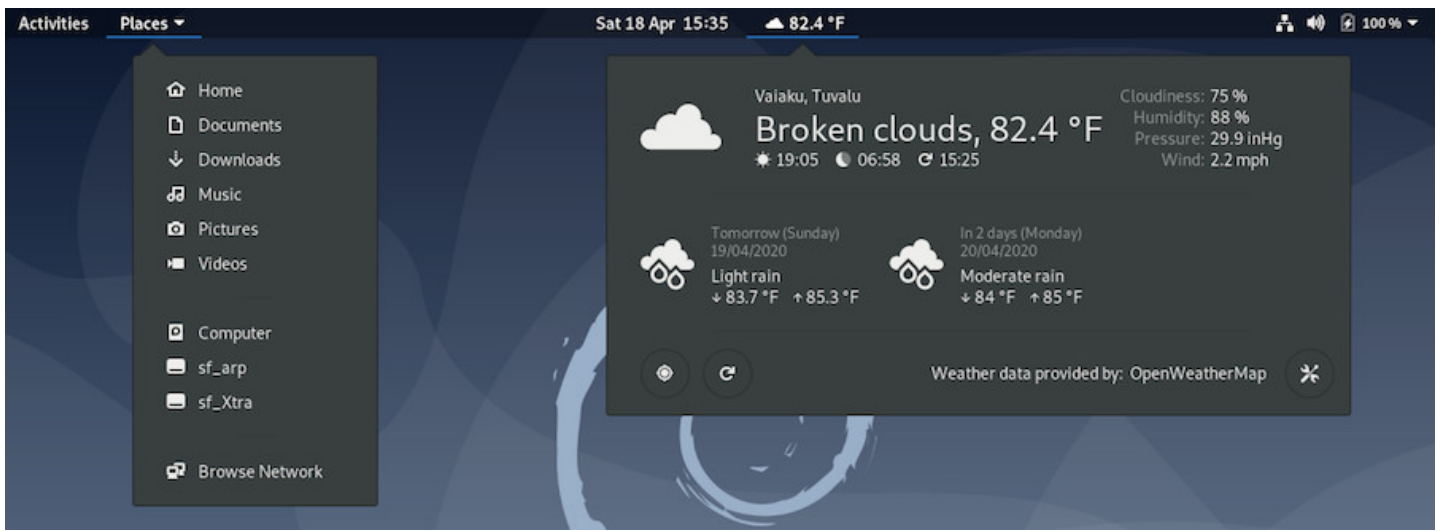 Activities Places Sat 18 Apr 15:35 82.4 °F 100 %
Home
Documents
Downloads
Music
Pictures
Videos
Computer
sf_arp
sf_Xtra
Browse Network
Vaiaku, Tuvalu
Broken clouds, 82.4 °F
19:05 06:58 15:25
Cloudiness: 75 %
Humidity: 88 %
Pressure: 29.9 inHg
Wind: 2.2 mph
Tomorrow (Sunday)
19/04/2020
Light rain
↓ 83.7 °F ↑ 85.3 °F
In 2 days (Monday)
20/04/2020
Moderate rain
↓ 84 °F ↑ 85 °F
Weather data provided by: OpenWeatherMap